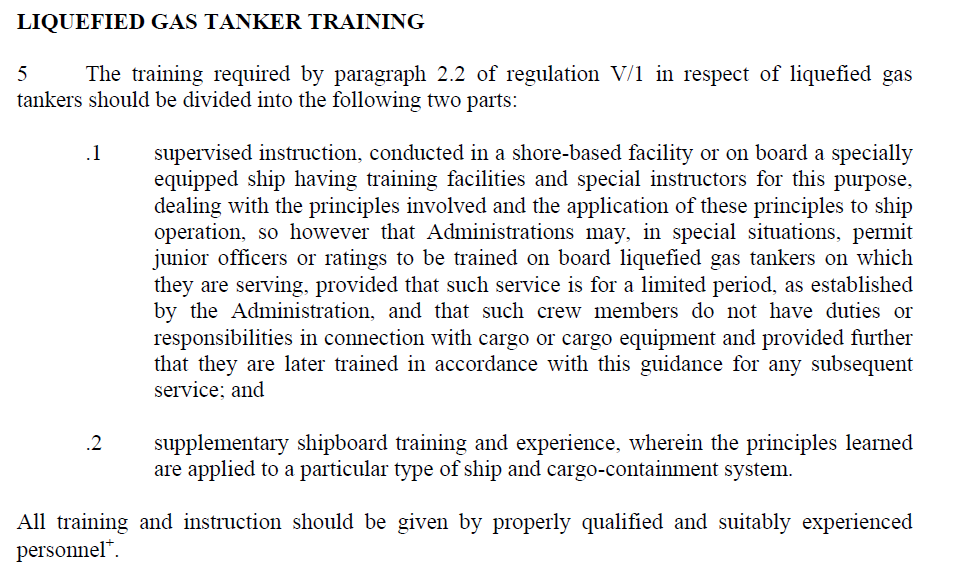 LIQUEFIED GAS TANKER TRAINING
5 The training required by paragraph 2.2 of regulation V/1 in respect of liquefied gas
tankers should be divided into the following two parts:
.1 supervised instruction, conducted in a shore-based facility or on board a specially
equipped ship having training facilities and special instructors for this purpose,
dealing with the principles involved and the application of these principles to ship
operation, so however that Administrations may, in special situations, permit
junior officers or ratings to be trained on board liquefied gas tankers on which
they are serving, provided that such service is for a limited period, as established
by the Administration, and that such crew members do not have duties or
responsibilities in connection with cargo or cargo equipment and provided further
that they are later trained in accordance with this guidance for any subsequent
service; and
.2 supplementary shipboard training and experience, wherein the principles learned
are applied to a particular type of ship and cargo-containment system.
All training and instruction should be given by properly qualified and suitably experienced
personnel⁺.